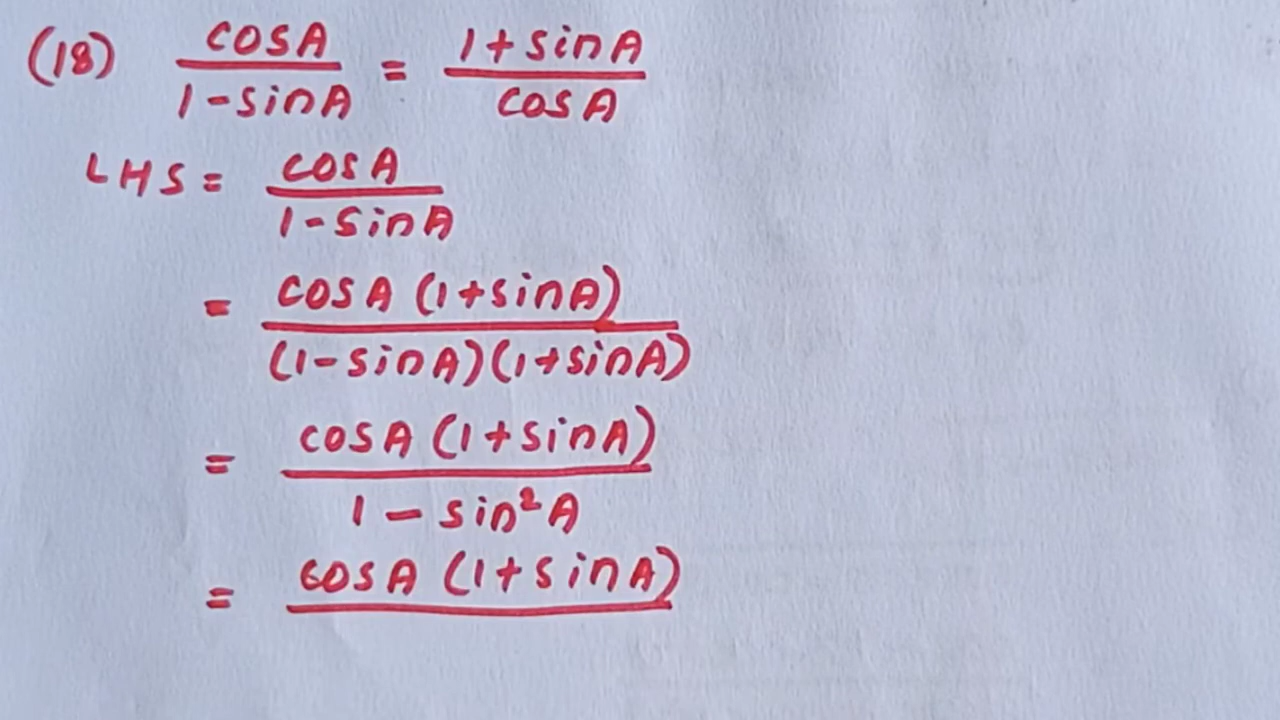 (18) cosA / 1-sinA = 1+sinA / cosA
LHS = cosA / 1-sinA
= cosA (1+sinA) / (1-sinA)(1+sinA)
= cosA (1+sinA) / 1-sin²A
= cosA (1+sinA)